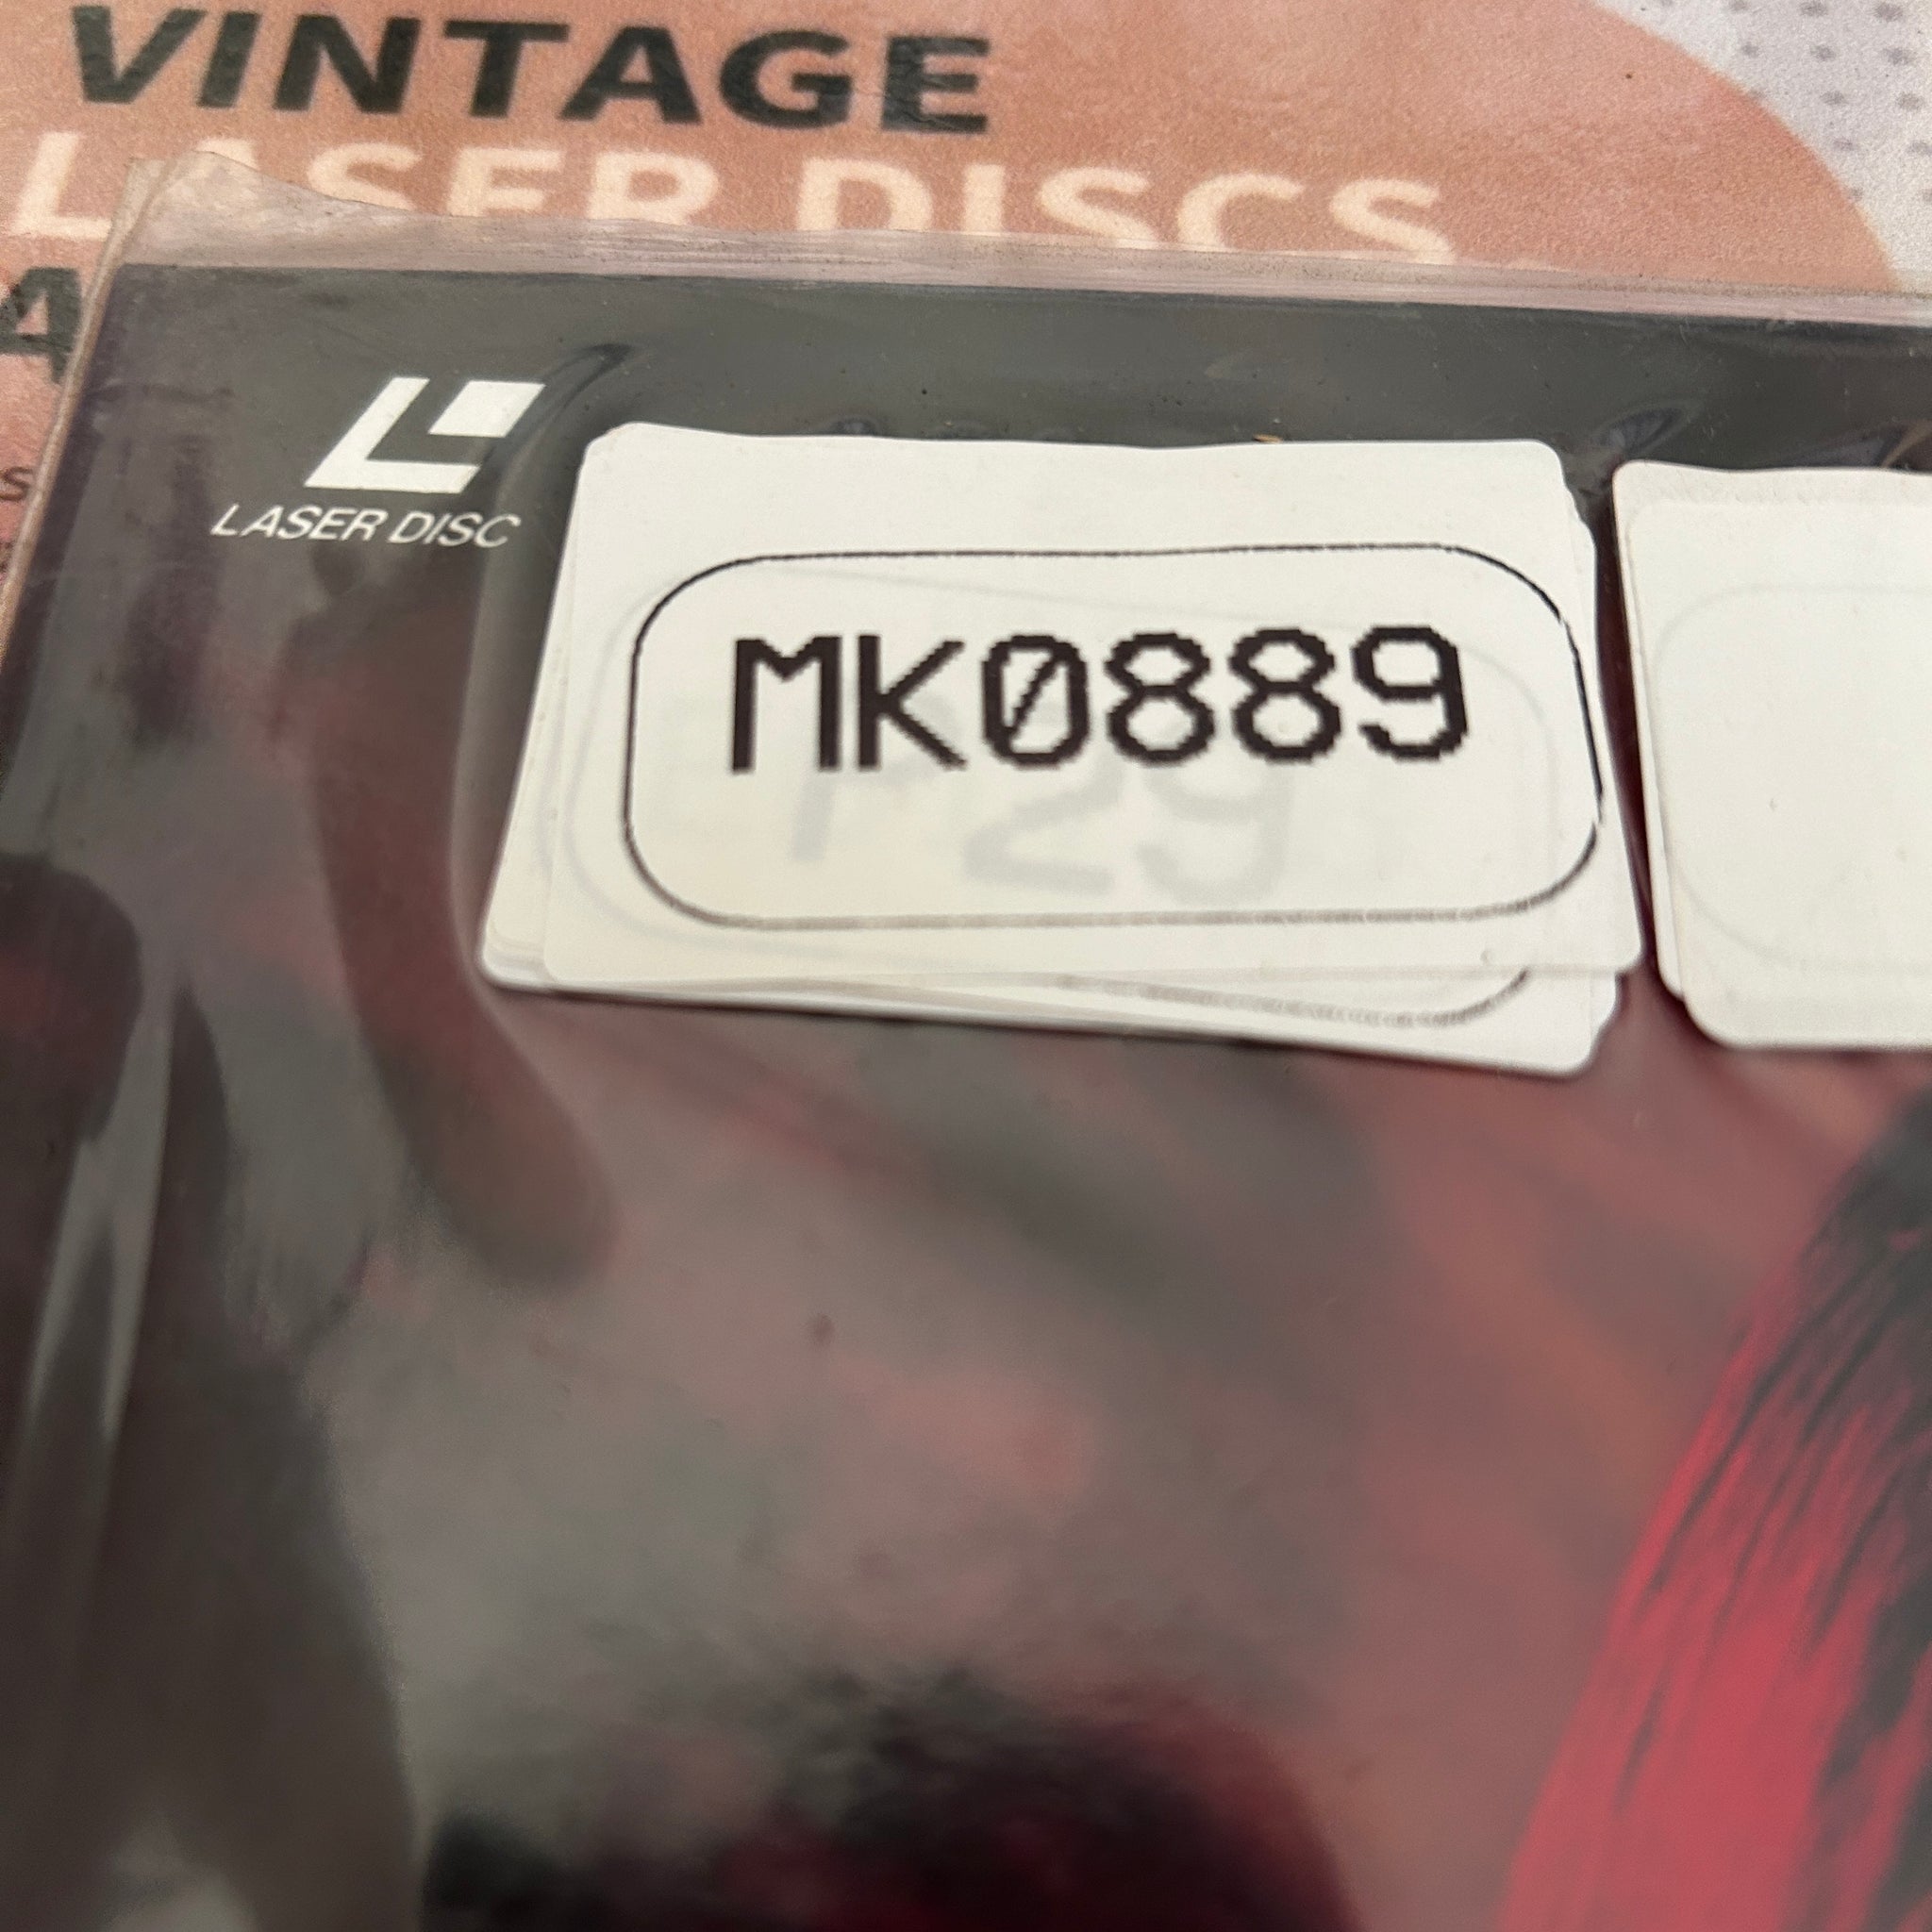 VINTAGE
LASER DISCS
LASER DISC
MK0889